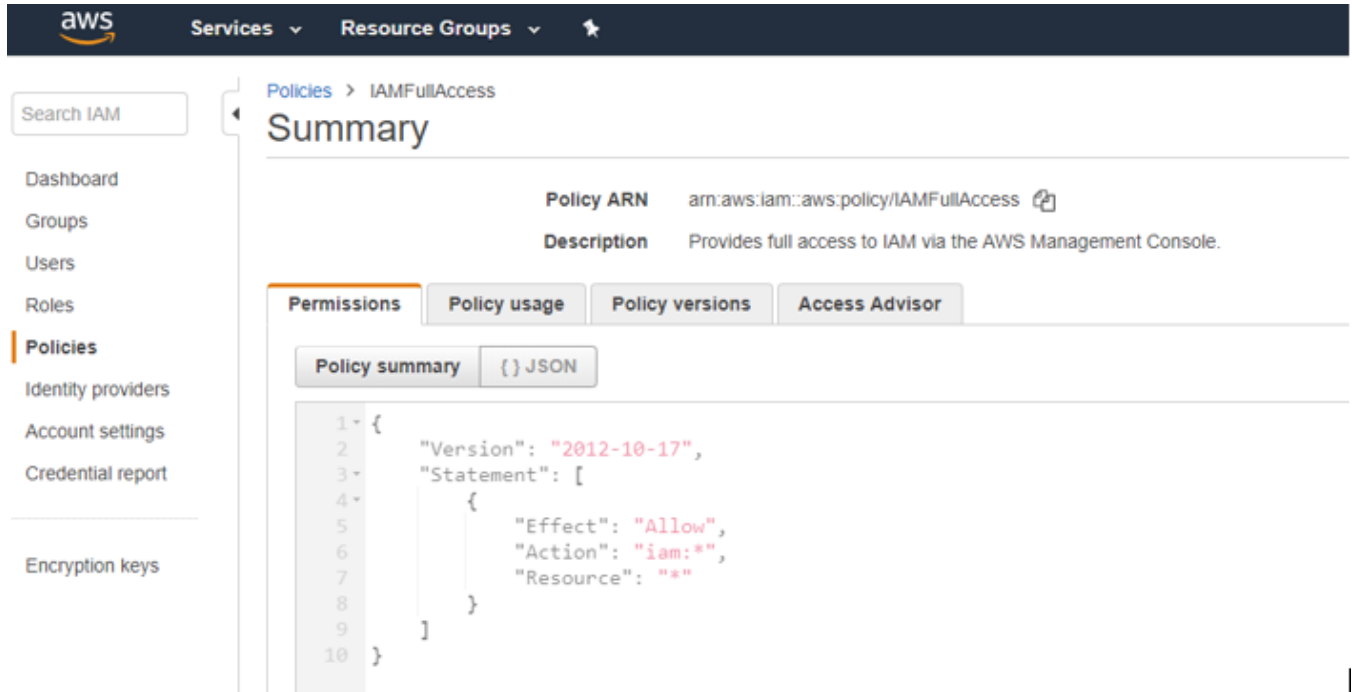 aws Services Resource Groups
Search IAM
Dashboard
Groups
Users
Roles
Policies
Identity providers
Account settings
Credential report
Encryption keys
Policies > IAMFullAccess
Summary
Policy ARN arn:aws:iam::aws:policy/IAMFullAccess
Description Provides full access to IAM via the AWS Management Console.
Permissions Policy usage Policy versions Access Advisor
Policy summary { } JSON
1 {
2 "Version": "2012-10-17",
3 "Statement": [
4 {
5 "Effect": "Allow",
6 "Action": "iam:*",
7 "Resource": "*"
8 }
9 ]
10 }